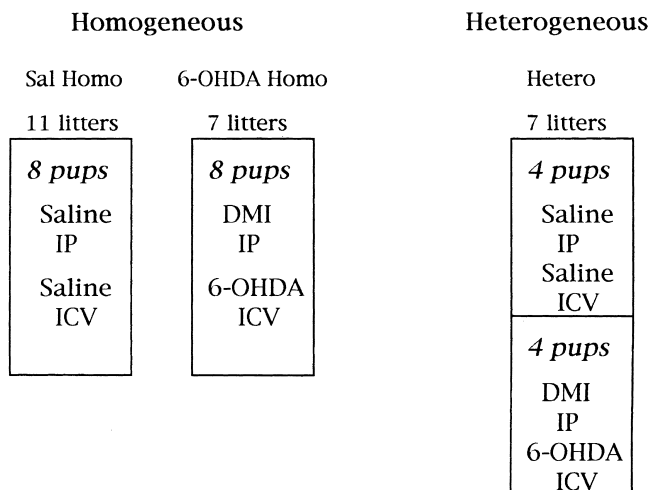 Homogeneous
Heterogeneous
Sal Homo
6-OHDA Homo
Hetero
11 litters
7 litters
7 litters
8 pups
Saline
IP
Saline
ICV
8 pups
DMI
IP
6-OHDA
ICV
4 pups
Saline
IP
Saline
ICV
4 pups
DMI
IP
6-OHDA
ICV